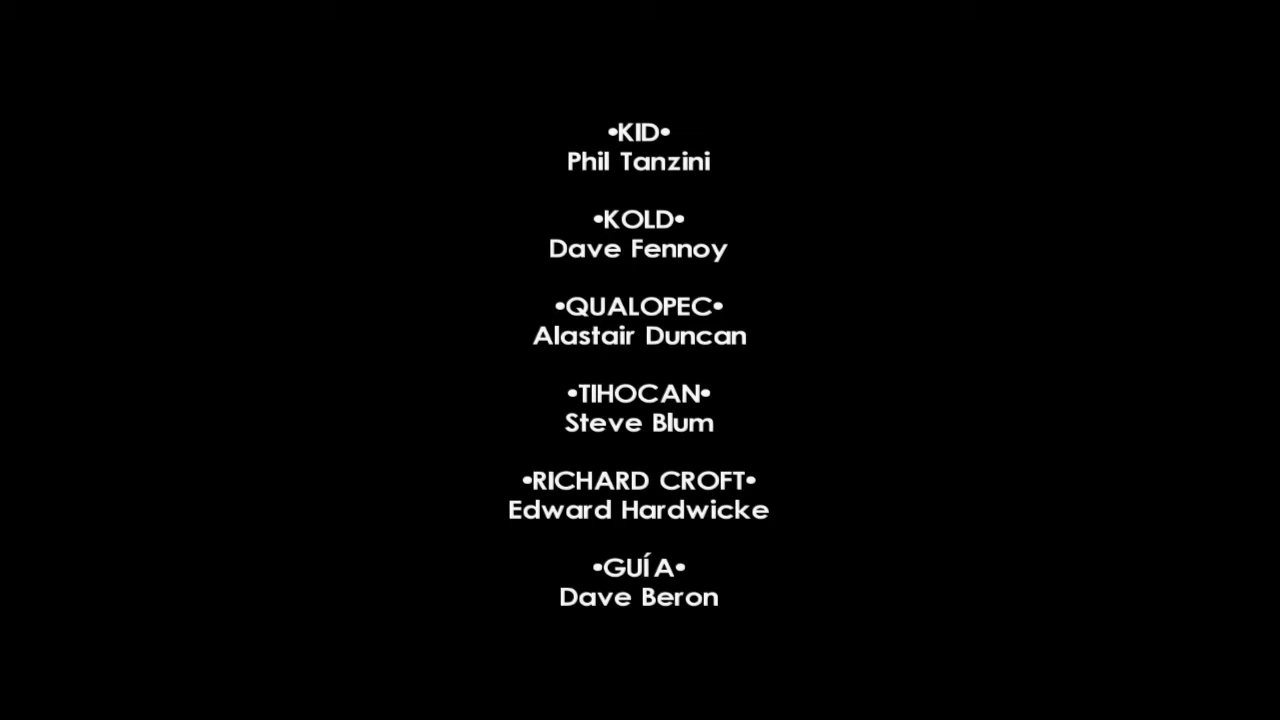 •KID•
Phil Tanzini
•KOLD•
Dave Fennoy
•QUALOPEC•
Alastair Duncan
•TIHOCAN•
Steve Blum
•RICHARD CROFT•
Edward Hardwicke
•GUÍA•
Dave Beron